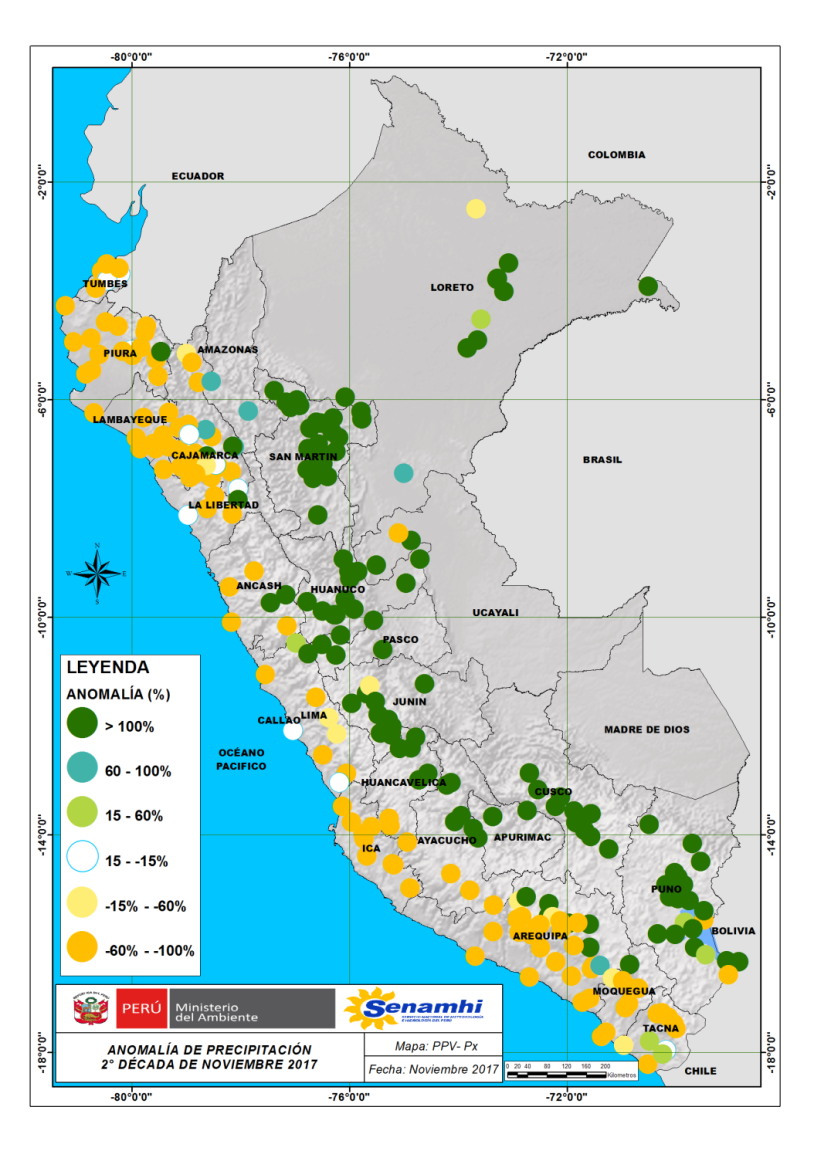 -80°0'0"
-76°0'0"
-72°0'0"
COLOMBIA
ECUADOR
-2°0'0"
-2°0'0"
LORETO
TUMBES
AMAZONAS
PIURA
-6°0'0"
-6°0'0"
LAMBAYEQUE
CAJAMARCA
SAN MARTIN
BRASIL
LA LIBERTAD
N
W
E
S
ANCASH
HUANUCO
UCAYALI
-10°0'0"
-10°0'0"
PASCO
LEYENDA
ANOMALÍA (%)
> 100%
60 - 100%
15 - 60%
15 - -15%
-15% - -60%
-60% - -100%
JUNIN
LIMA
CALLAO
MADRE DE DIOS
OCÉANO
PACIFICO
HUANCAVELICA
CUSCO
-14°0'0"
-14°0'0"
AYACUCHO
APURIMAC
ICA
PUNO
BOLIVIA
AREQUIPA
MOQUEGUA
TACNA
PERÚ
Ministerio
del Ambiente
Senamhi
ANOMALÍA DE PRECIPITACIÓN
2° DÉCADA DE NOVIEMBRE 2017
Mapa: PPV- Px
Fecha: Noviembre 2017
0 20 40 80 120 160 200
Kilometros
CHILE
-18°0'0"
-18°0'0"
-80°0'0"
-76°0'0"
-72°0'0"